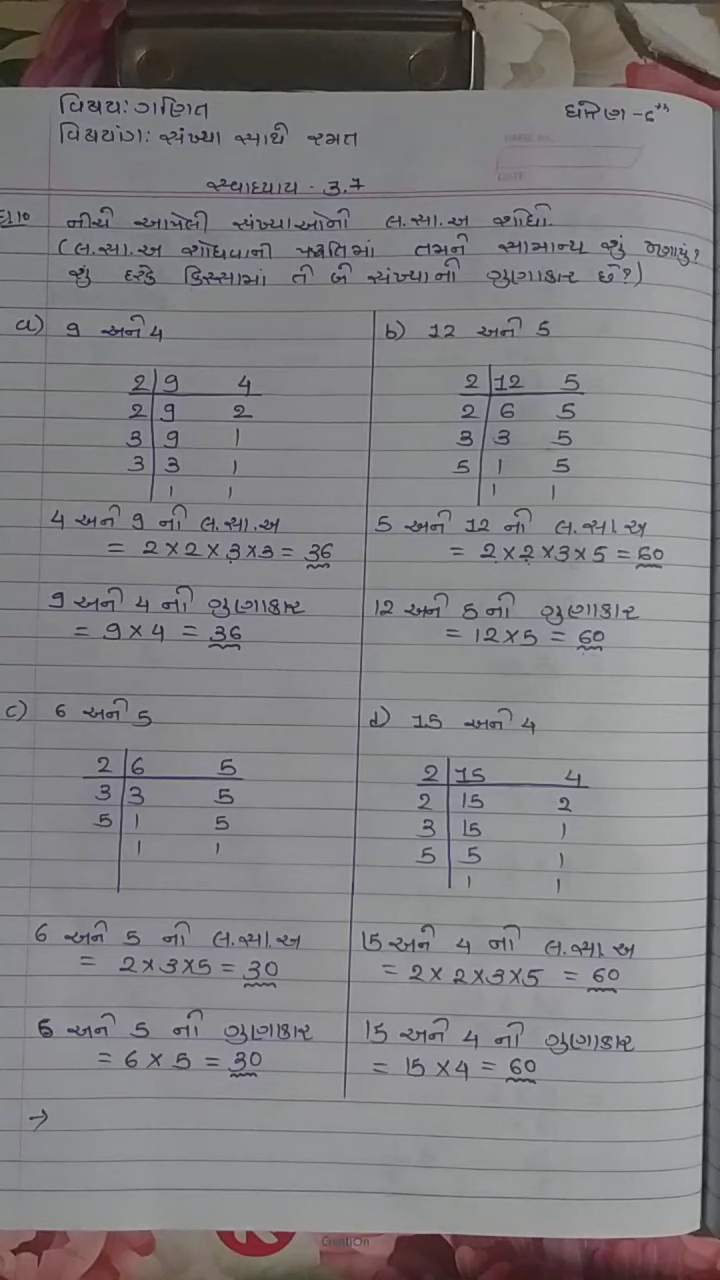 વિષય: ગણિત ધોરણ - 6th
વિષયાંગ: સંખ્યા સાથે રમત
PAGE NO.
DATE
સ્વાધ્યાય - 3.7
દા.10 નીચે આપેલી સંખ્યાઓનો લ.સા.અ શોધો.
(લ.સા.અ શોધવાની પદ્ધતિમાં તમને સામાન્ય શું જણાયું?
શું દરેક કિસ્સામાં તે બે સંખ્યાનો ગુણાકાર છે?)
a) 9 અને 4
2 9 4
2 9 2
3 9 1
3 3 1
1 1
4 અને 9 નો લ.સા.અ
= 2×2×3×3 = 36
9 અને 4 નો ગુણાકાર
= 9×4 = 36
b) 12 અને 5
2 12 5
2 6 5
3 3 5
5 1 5
1 1
5 અને 12 નો લ.સા.અ
= 2×2×3×5 = 60
12 અને 5 નો ગુણાકાર
= 12×5 = 60
c) 6 અને 5
2 6 5
3 3 5
5 1 5
1 1
6 અને 5 નો લ.સા.અ
= 2×3×5 = 30
6 અને 5 નો ગુણાકાર
= 6 × 5 = 30
→
d) 15 અને 4
2 15 4
2 15 2
3 15 1
5 5 1
1 1
15 અને 4 નો લ.સા.અ
= 2× 2×3×5 = 60
15 અને 4 નો ગુણાકાર
= 15 ×4 = 60
CreatiOn